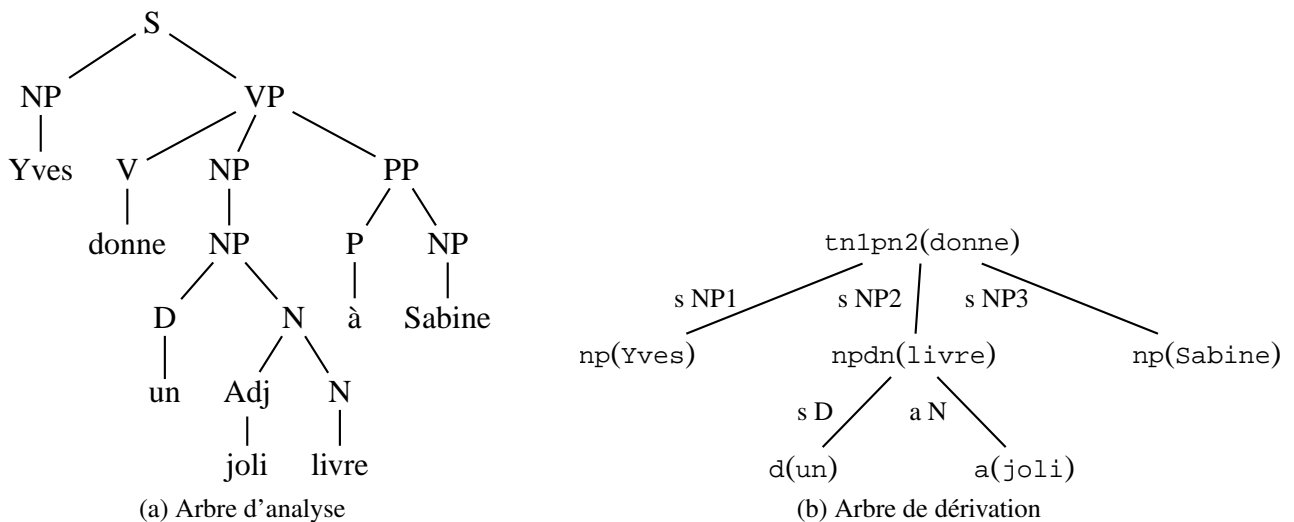 S
NP VP
Yves V NP PP
donne NP P NP
D N à Sabine
un Adj N
joli livre
(a) Arbre d'analyse
tn1pn2(donne)
s NP1 s NP2 s NP3
np(Yves) npdn(livre) np(Sabine)
s D a N
d(un) a(joli)
(b) Arbre de dérivation